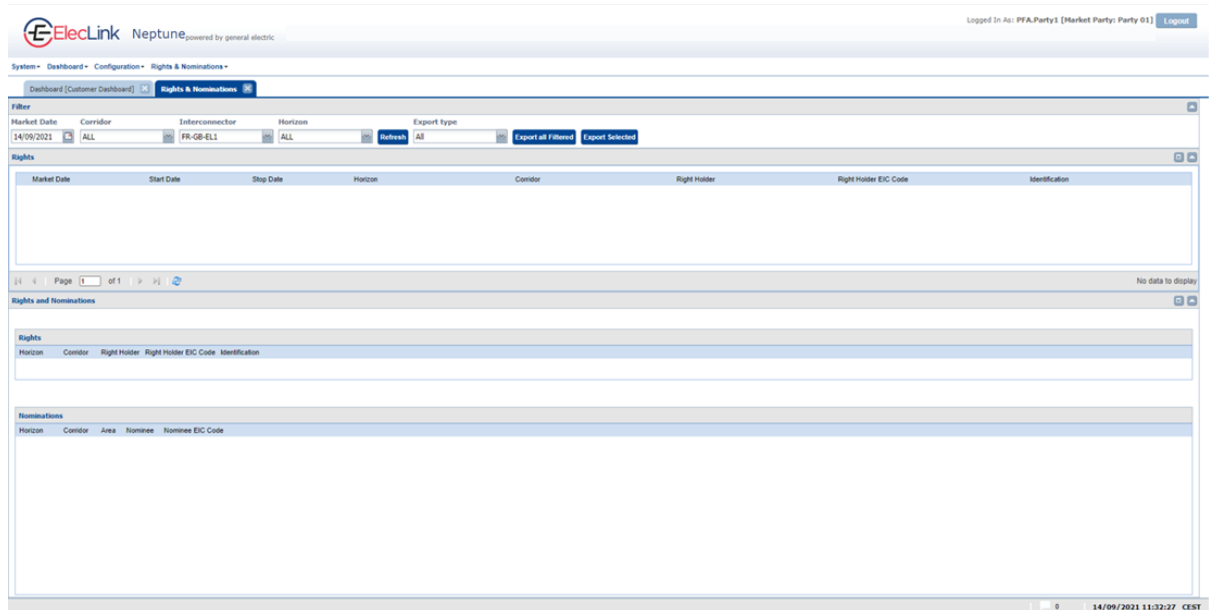 Logged In As: PFA.Party1 [Market Party: Party 01] Logout
ElecLink Neptune powered by general electric
System Dashboard Configuration Rights & Nominations
Dashboard [Customer Dashboard] Rights & Nominations
Filter
Market Date Corridor Interconnector Horizon Export type
14/09/2021 ALL FR-GB-EL1 ALL Refresh All Export all Filtered Export Selected
Rights
Market Date Start Date Stop Date Horizon Corridor Right Holder Right Holder EIC Code Identification
Page 1 of 1 No data to display
Rights and Nominations
Rights
Horizon Corridor Right Holder Right Holder EIC Code Identification
Nominations
Horizon Corridor Area Nominee Nominee EIC Code
0 14/09/2021 11:32:27 CEST